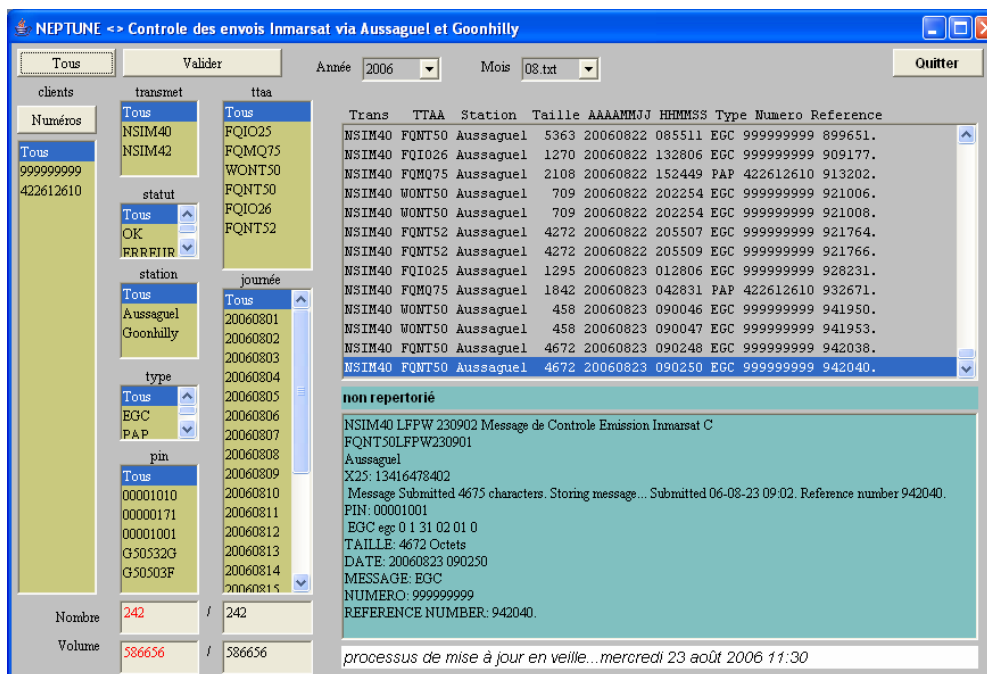 NEPTUNE <> Controle des envois Inmarsat via Aussaguel et Goonhilly
Tous Valider Année 2006 Mois 08.txt Quitter
clients transmet ttaa
Numéros
Tous
999999999
422612610
Tous
NSIM40
NSIM42
statut
Tous
OK
ERREUR
station
Tous
Aussaguel
Goonhilly
type
Tous
EGC
PAP
pin
Tous
00001010
00000171
00001001
G50532G
G50503F
Tous
FQIO25
FQMQ75
WONT50
FQNT50
FQIO26
FQNT52
journée
Tous
20060801
20060802
20060803
20060804
20060805
20060806
20060807
20060808
20060809
20060810
20060811
20060812
20060813
20060814
20060815
Nombre 242 / 242
Volume 586656 / 586656
Trans TTAA Station Taille AAAAMMJJ HHMMSS Type Numero Reference
NSIM40 FQNT50 Aussaguel 5363 20060822 085511 EGC 999999999 899651.
NSIM40 FQIO26 Aussaguel 1270 20060822 132806 EGC 999999999 909177.
NSIM40 FQMQ75 Aussaguel 2108 20060822 152449 PAP 422612610 913202.
NSIM40 WONT50 Aussaguel 709 20060822 202254 EGC 999999999 921006.
NSIM40 WONT50 Aussaguel 709 20060822 202254 EGC 999999999 921008.
NSIM40 FQNT52 Aussaguel 4272 20060822 205507 EGC 999999999 921764.
NSIM40 FQNT52 Aussaguel 4272 20060822 205509 EGC 999999999 921766.
NSIM40 FQIO25 Aussaguel 1295 20060823 012806 EGC 999999999 928231.
NSIM40 FQMQ75 Aussaguel 1842 20060823 042831 PAP 422612610 932671.
NSIM40 WONT50 Aussaguel 458 20060823 090046 EGC 999999999 941950.
NSIM40 WONT50 Aussaguel 458 20060823 090047 EGC 999999999 941953.
NSIM40 FQNT50 Aussaguel 4672 20060823 090248 EGC 999999999 942038.
NSIM40 FQNT50 Aussaguel 4672 20060823 090250 EGC 999999999 942040.
non repertorié
NSIM40 LFPW 230902 Message de Controle Emission Inmarsat C
FQNT50LFPW230901
Aussaguel
X25: 13416478402
Message Submitted 4675 characters. Storing message... Submitted 06-08-23 09:02. Reference number 942040.
PIN: 00001001
EGC egc 0 1 31 02 01 0
TAILLE: 4672 Octets
DATE: 20060823 090250
MESSAGE: EGC
NUMERO: 999999999
REFERENCE NUMBER: 942040.
processus de mise à jour en veille...mercredi 23 août 2006 11:30